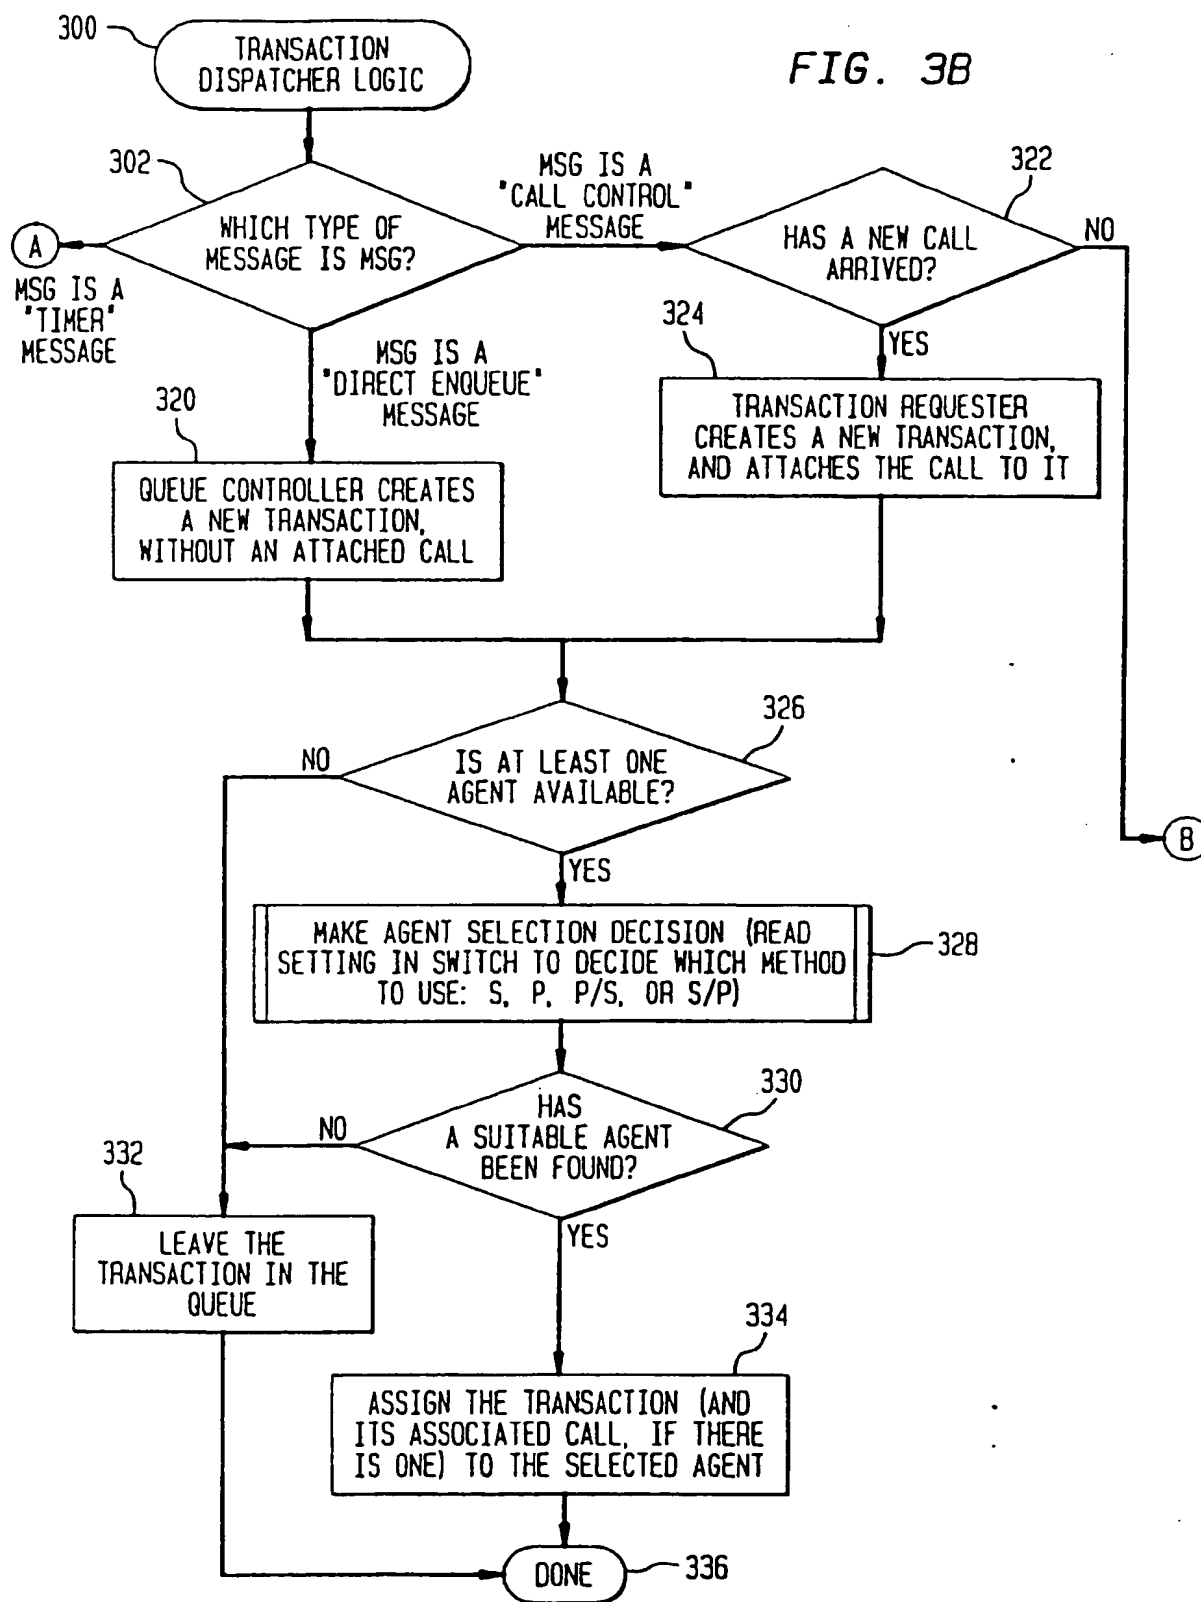 FIG. 3B
300
TRANSACTION
DISPATCHER LOGIC
302
WHICH TYPE OF
MESSAGE IS MSG?
A
MSG IS A
"TIMER"
MESSAGE
MSG IS A
"CALL CONTROL"
MESSAGE
322
HAS A NEW CALL
ARRIVED?
NO
YES
324
TRANSACTION REQUESTER
CREATES A NEW TRANSACTION,
AND ATTACHES THE CALL TO IT
MSG IS A
"DIRECT ENQUEUE"
MESSAGE
320
QUEUE CONTROLLER CREATES
A NEW TRANSACTION,
WITHOUT AN ATTACHED CALL
326
IS AT LEAST ONE
AGENT AVAILABLE?
NO
YES
B
MAKE AGENT SELECTION DECISION (READ
SETTING IN SWITCH TO DECIDE WHICH METHOD
TO USE: S, P, P/S, OR S/P)
328
330
HAS
A SUITABLE AGENT
BEEN FOUND?
NO
YES
332
LEAVE THE
TRANSACTION IN THE
QUEUE
334
ASSIGN THE TRANSACTION (AND
ITS ASSOCIATED CALL, IF THERE
IS ONE) TO THE SELECTED AGENT
DONE
336